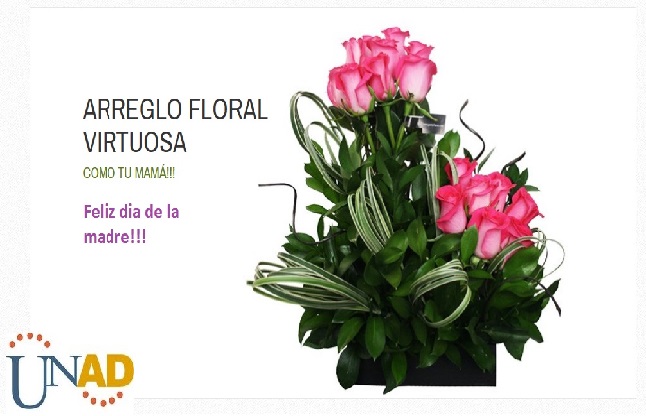 ARREGLO FLORAL
VIRTUOSA
COMO TU MAMÁ!!!
Feliz dia de la
madre!!!
UNAD